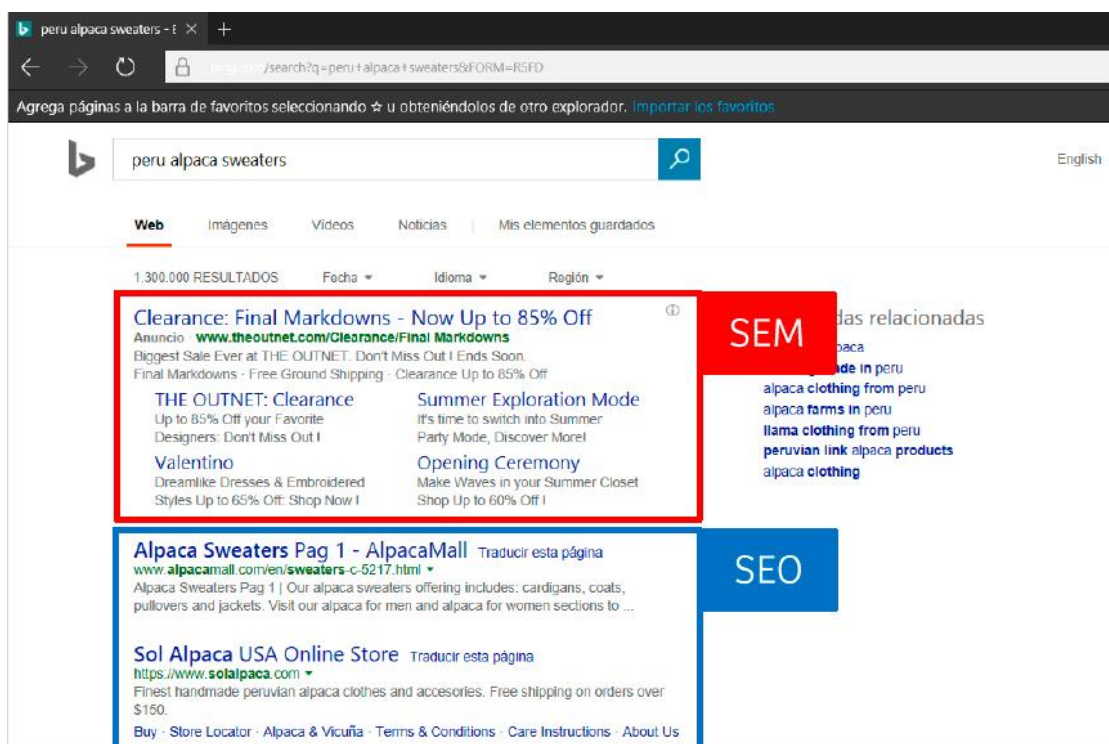 peru alpaca sweaters - E
/search?q=peru+alpaca+sweaters&FORM=R5FD
Agrega páginas a la barra de favoritos seleccionando ☆ u obteniéndolos de otro explorador. Importar los favoritos
peru alpaca sweaters
English
Web Imágenes Vídeos Noticias | Mis elementos guardados
1.300.000 RESULTADOS Fecha Idioma Región
Clearance: Final Markdowns - Now Up to 85% Off
Anuncio · www.theoutnet.com/Clearance/Final Markdowns
Biggest Sale Ever at THE OUTNET. Don't Miss Out ! Ends Soon.
Final Markdowns · Free Ground Shipping · Clearance Up to 85% Off
THE OUTNET: Clearance
Up to 85% Off your Favorite
Designers: Don't Miss Out !
Summer Exploration Mode
It's time to switch into Summer
Party Mode, Discover More!
Valentino
Dreamlike Dresses & Embroidered
Styles Up to 65% Off: Shop Now !
Opening Ceremony
Make Waves in your Summer Closet
Shop Up to 60% Off !
SEM
das relacionadas
paca
ade in peru
alpaca clothing from peru
alpaca farms in peru
llama clothing from peru
peruvian link alpaca products
alpaca clothing
Alpaca Sweaters Pag 1 - AlpacaMall Traducir esta página
www.alpacamall.com/en/sweaters-c-5217.html
Alpaca Sweaters Pag 1 | Our alpaca sweaters offering includes: cardigans, coats,
pullovers and jackets. Visit our alpaca for men and alpaca for women sections to ...
SEO
Sol Alpaca USA Online Store Traducir esta página
https://www.solalpaca.com
Finest handmade peruvian alpaca clothes and accesories. Free shipping on orders over
$150.
Buy · Store Locator · Alpaca & Vicuña · Terms & Conditions · Care Instructions · About Us